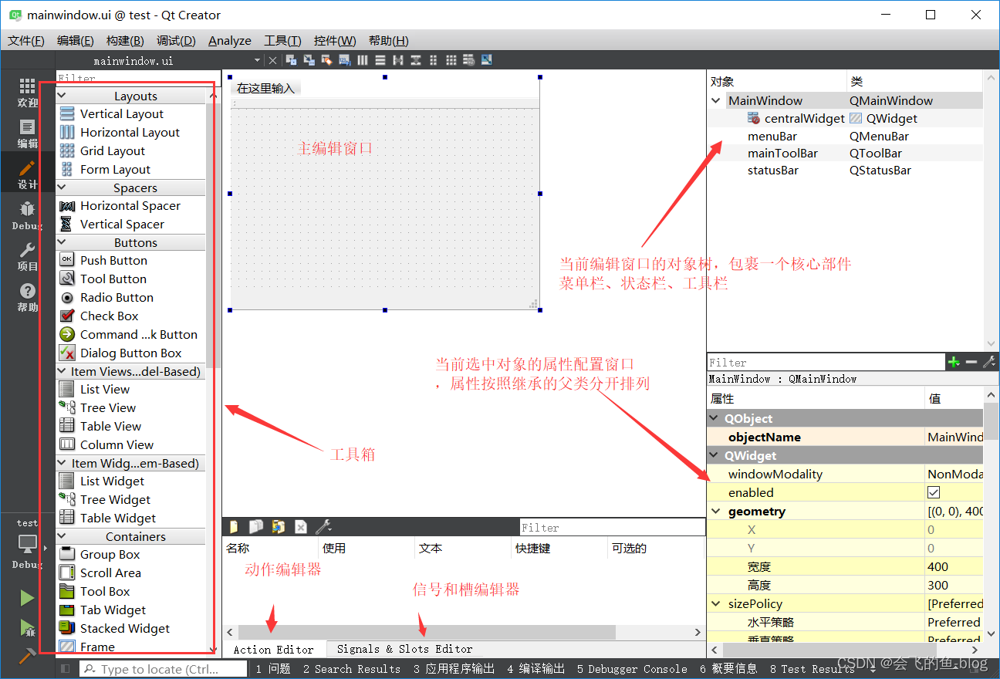 mainwindow.ui @ test - Qt Creator
文件(F) 编辑(E) 构建(B) 调试(D) Analyze 工具(T) 控件(W) 帮助(H)
mainwindow.ui
欢迎
编辑
设计
Debug
项目
帮助
test
Debug
Filter
Layouts
Vertical Layout
Horizontal Layout
Grid Layout
Form Layout
Spacers
Horizontal Spacer
Vertical Spacer
Buttons
OK Push Button
Tool Button
Radio Button
Check Box
Command ...k Button
Dialog Button Box
Item Views...del-Based)
List View
Tree View
Table View
Column View
Item Widg...em-Based)
List Widget
Tree Widget
Table Widget
Containers
Group Box
Scroll Area
Tool Box
Tab Widget
Stacked Widget
Frame
在这里输入
主编辑窗口
当前编辑窗口的对象树，包裹一个核心部件
菜单栏、状态栏、工具栏
当前选中对象的属性配置窗口
，属性按照继承的父类分开排列
工具箱
Filter
名称 使用 文本 快捷键 可选的
动作编辑器
信号和槽编辑器
Action Editor Signals & Slots Editor
对象 类
MainWindow QMainWindow
centralWidget QWidget
menuBar QMenuBar
mainToolBar QToolBar
statusBar QStatusBar
Filter
MainWindow : QMainWindow
属性 值
QObject
objectName MainWind
QWidget
windowModality NonModa
enabled
geometry [(0, 0), 400
X 0
Y 0
宽度 400
高度 300
sizePolicy [Preferred
水平策略 Preferred
垂直策略 Preferred
Type to locate (Ctrl... 1 问题 2 Search Results 3 应用程序输出 4 编译输出 5 Debugger Console 6 概要信息 8 Test Results
CSDN @会飞的鱼-blog